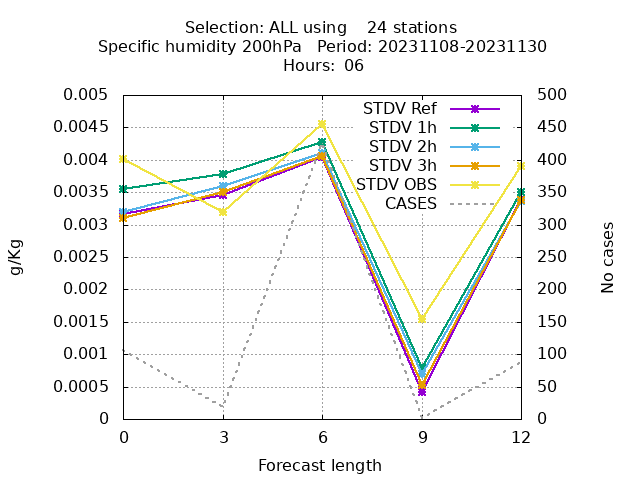 Selection: ALL using    24 stations
Specific humidity 200hPa   Period: 20231108-20231130
Hours:  06
STDV Ref
STDV 1h
STDV 2h
STDV 3h
STDV OBS
CASES
0.005
0.0045
0.004
0.0035
0.003
0.0025
0.002
0.0015
0.001
0.0005
0
500
450
400
350
300
250
200
150
100
50
0
g/Kg
No cases
0 3 6 9 12
Forecast length